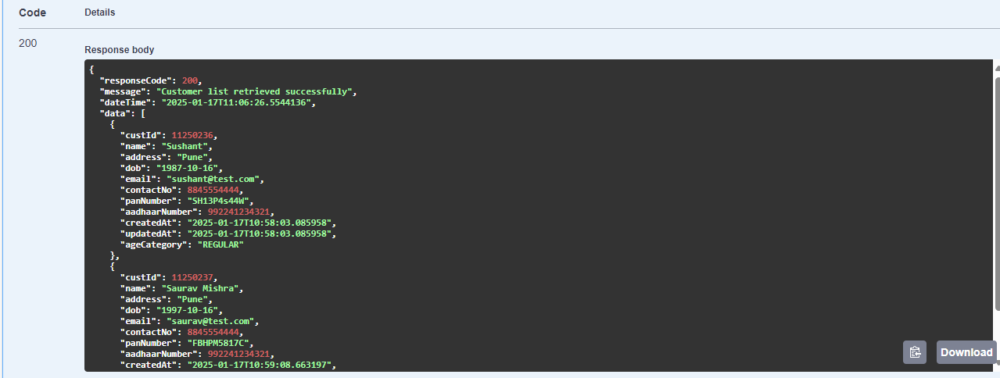 Code Details
200
Response body
{
"responseCode": 200,
"message": "Customer list retrieved successfully",
"dateTime": "2025-01-17T11:06:26.5544136",
"data": [
{
"custId": 11250236,
"name": "Sushant",
"address": "Pune",
"dob": "1987-10-16",
"email": "sushant@test.com",
"contactNo": 8845554444,
"panNumber": "SH13P4s44W",
"aadhaarNumber": 992241234321,
"createdAt": "2025-01-17T10:58:03.085958",
"updatedAt": "2025-01-17T10:58:03.085958",
"ageCategory": "REGULAR"
},
{
"custId": 11250237,
"name": "Saurav Mishra",
"address": "Pune",
"dob": "1997-10-16",
"email": "saurav@test.com",
"contactNo": 8845554444,
"panNumber": "FBHPM5817C",
"aadhaarNumber": 992241234321,
"createdAt": "2025-01-17T10:59:08.663197",
Download